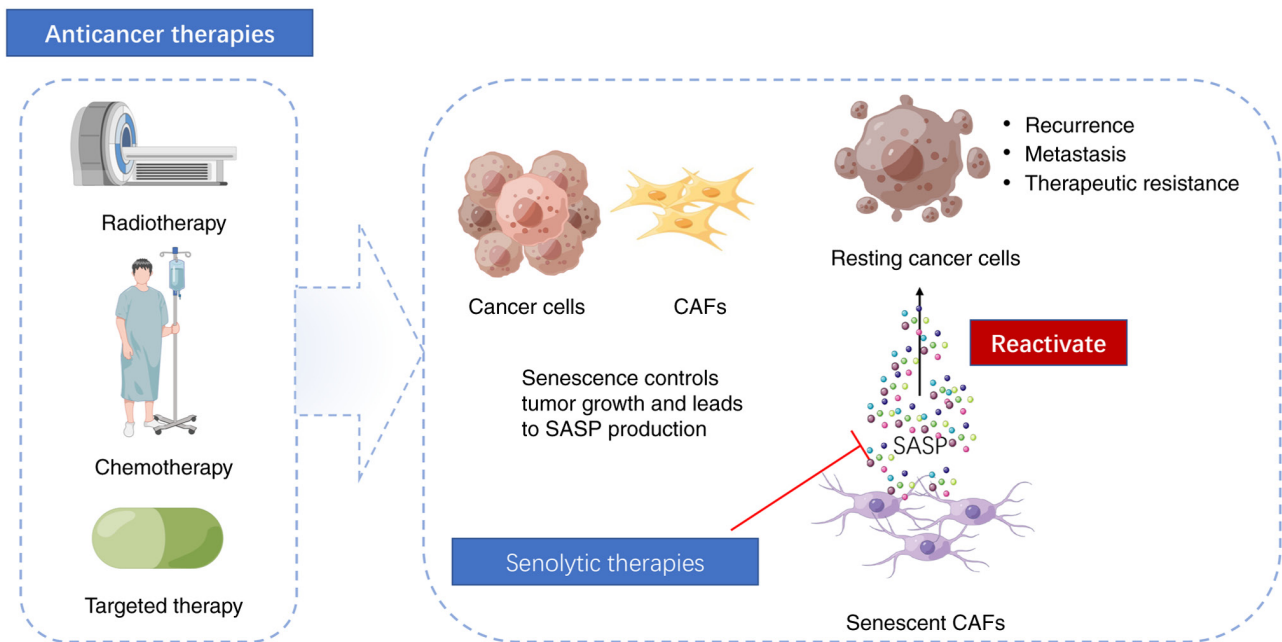 Anticancer therapies
Radiotherapy
Chemotherapy
Targeted therapy
Cancer cells
CAFs
Senescence controls
tumor growth and leads
to SASP production
Senolytic therapies
• Recurrence
• Metastasis
• Therapeutic resistance
Resting cancer cells
Reactivate
SASP
Senescent CAFs